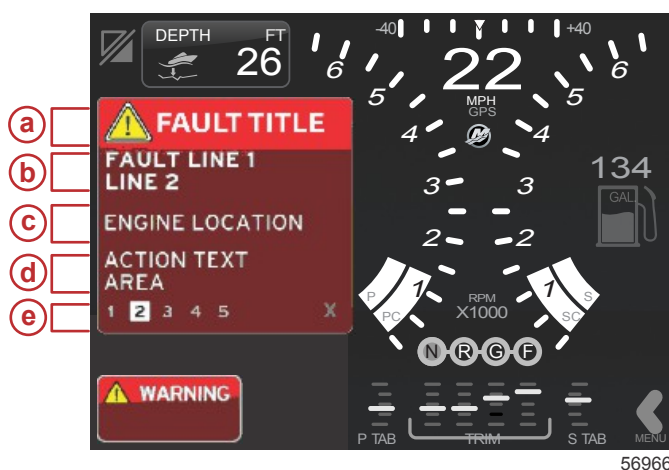 DEPTH FT
26
-40 +40
22
MPH
GPS
6 6
5 5
4 4
3 3
2 2
1 1
P S
PC SC
RPM
X1000
N R G F
134
GAL
a
FAULT TITLE
b
FAULT LINE 1
LINE 2
c
ENGINE LOCATION
d
ACTION TEXT
AREA
e
1 2 3 4 5 X
WARNING
P TAB TRIM S TAB
MENU
56966